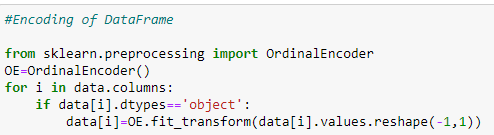 #Encoding of DataFrame
from sklearn.preprocessing import OrdinalEncoder
OE=OrdinalEncoder()
for i in data.columns:
    if data[i].dtypes=='object':
        data[i]=OE.fit_transform(data[i].values.reshape(-1,1))